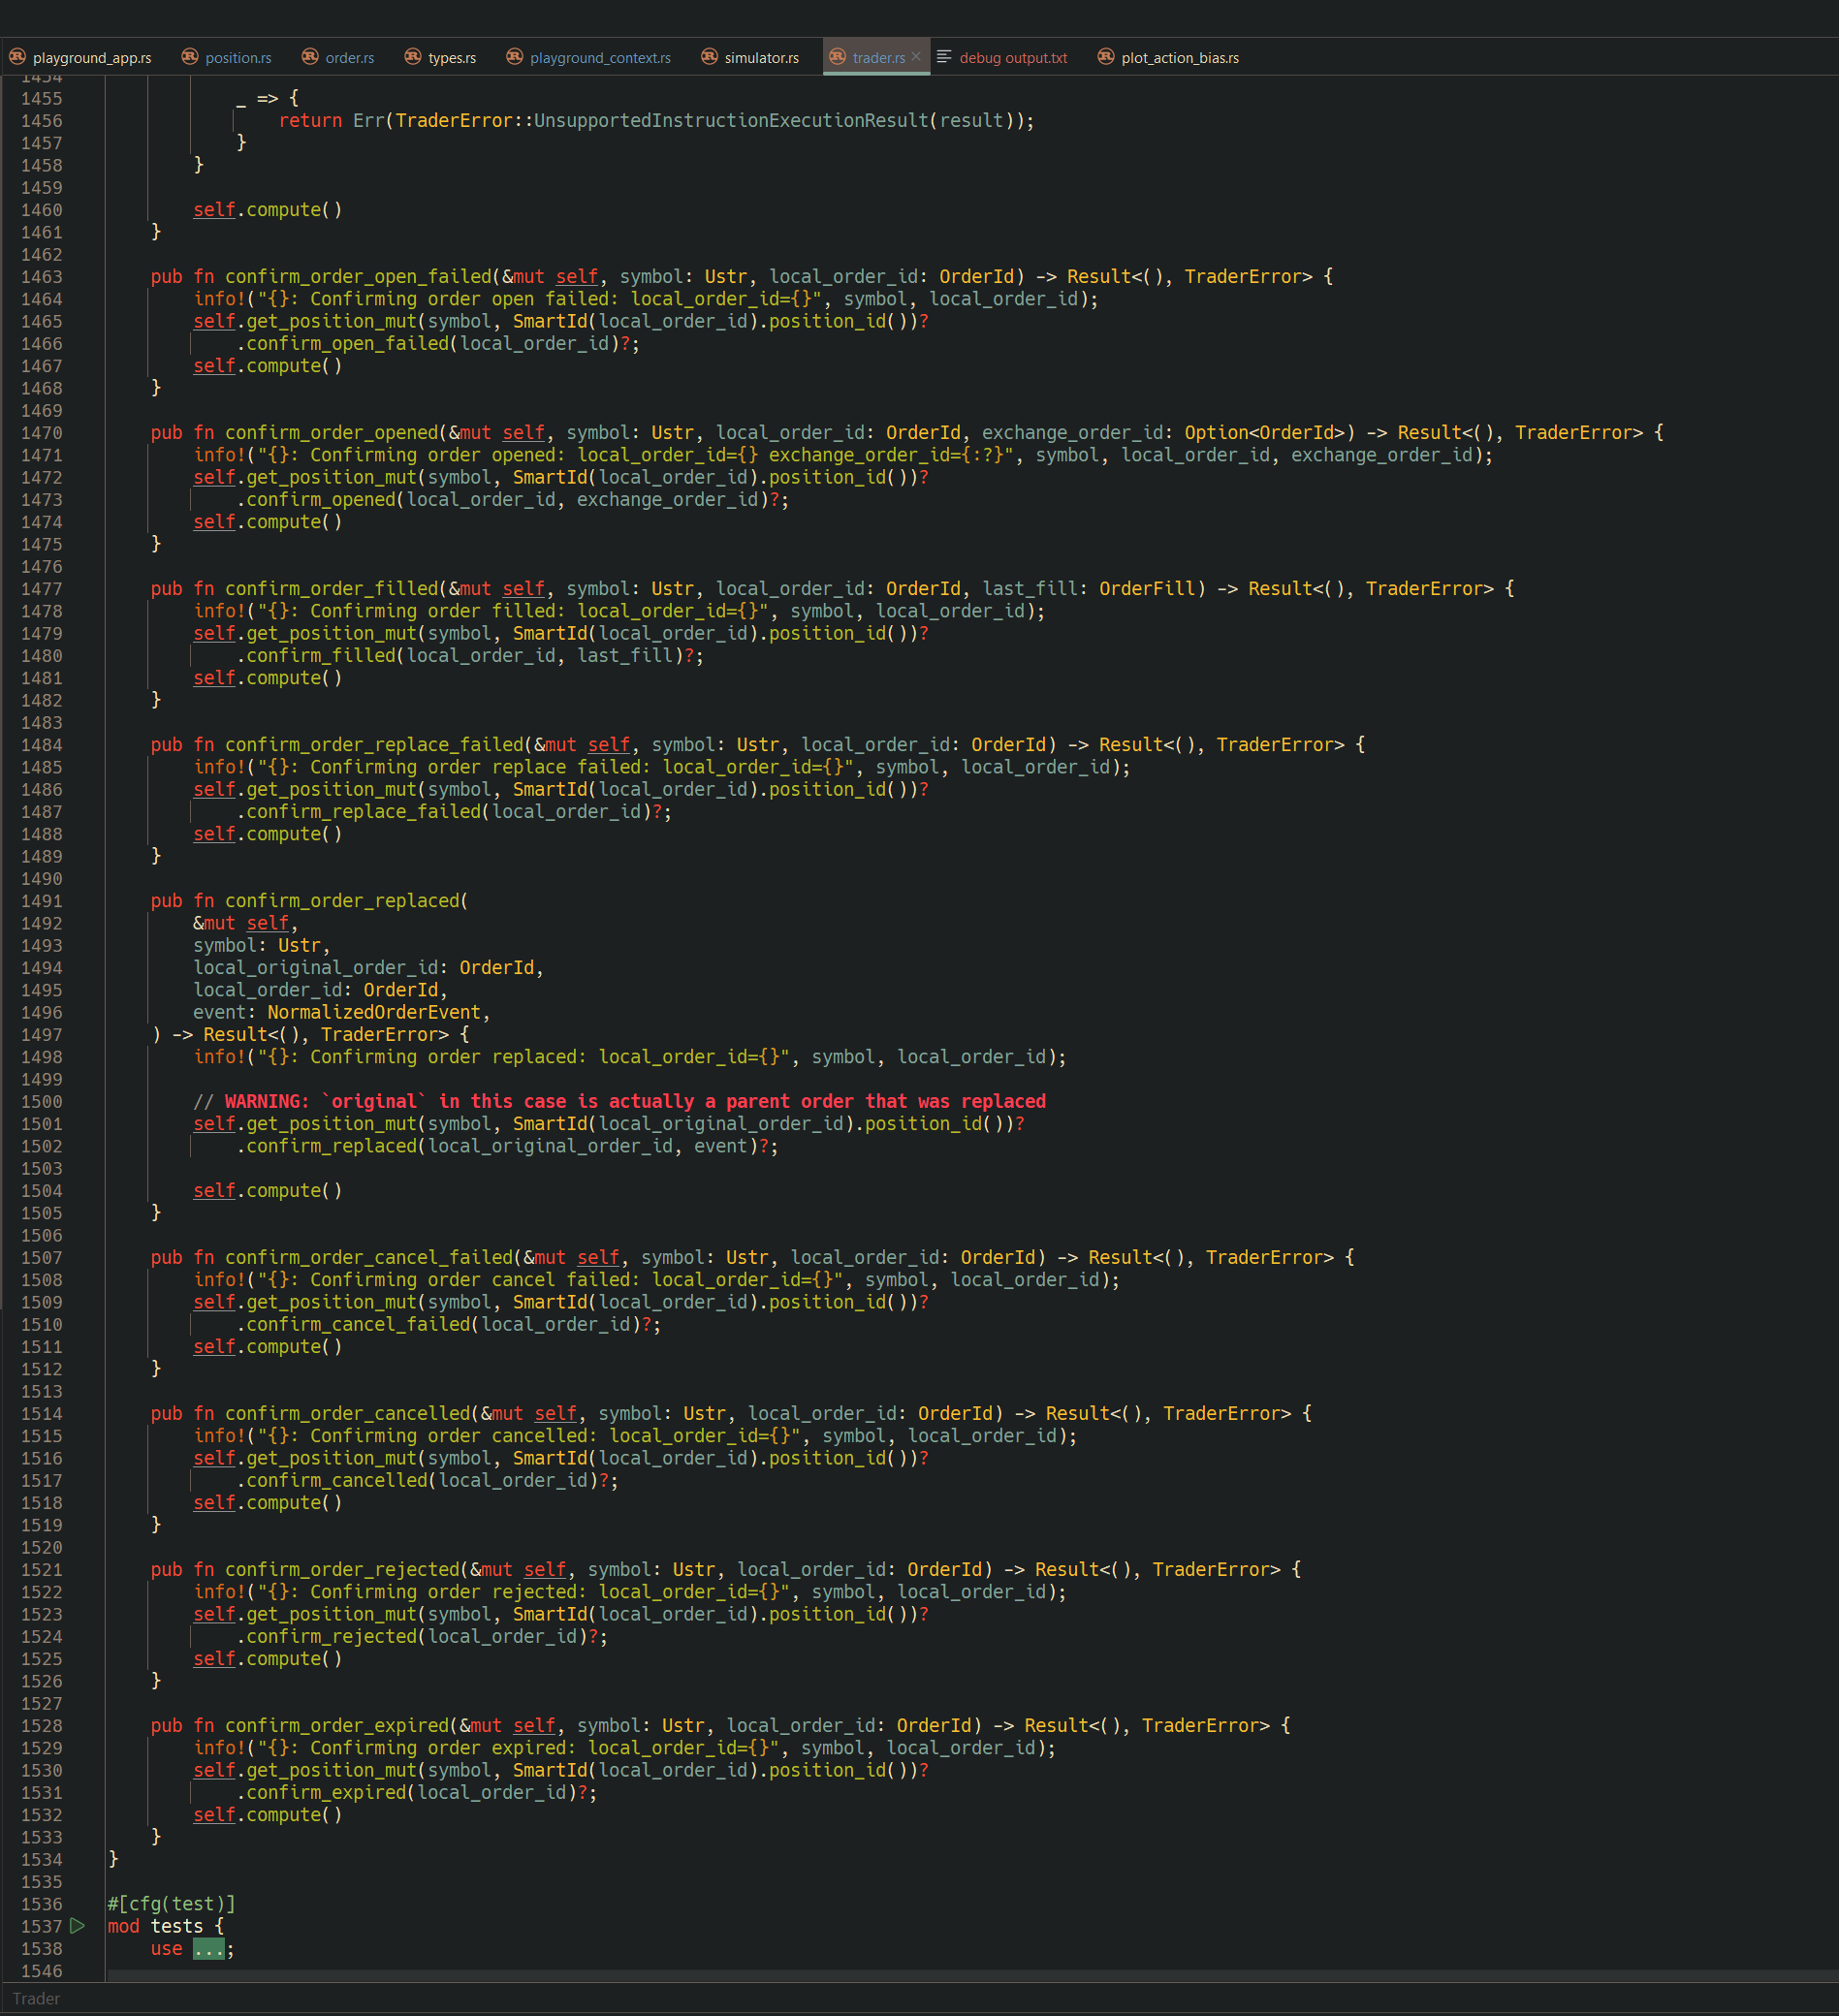 playground_app.rs position.rs order.rs types.rs playground_context.rs simulator.rs trader.rs debug output.txt plot_action_bias.rs
1454
1455 _ => {
1456 return Err(TraderError::UnsupportedInstructionExecutionResult(result));
1457 }
1458 }
1459
1460 self.compute()
1461 }
1462
1463 pub fn confirm_order_open_failed(&mut self, symbol: Ustr, local_order_id: OrderId) -> Result<(), TraderError> {
1464 info!("{}: Confirming order open failed: local_order_id={}", symbol, local_order_id);
1465 self.get_position_mut(symbol, SmartId(local_order_id).position_id())?
1466 .confirm_open_failed(local_order_id)?;
1467 self.compute()
1468 }
1469
1470 pub fn confirm_order_opened(&mut self, symbol: Ustr, local_order_id: OrderId, exchange_order_id: Option<OrderId>) -> Result<(), TraderError> {
1471 info!("{}: Confirming order opened: local_order_id={} exchange_order_id={:?}", symbol, local_order_id, exchange_order_id);
1472 self.get_position_mut(symbol, SmartId(local_order_id).position_id())?
1473 .confirm_opened(local_order_id, exchange_order_id)?;
1474 self.compute()
1475 }
1476
1477 pub fn confirm_order_filled(&mut self, symbol: Ustr, local_order_id: OrderId, last_fill: OrderFill) -> Result<(), TraderError> {
1478 info!("{}: Confirming order filled: local_order_id={}", symbol, local_order_id);
1479 self.get_position_mut(symbol, SmartId(local_order_id).position_id())?
1480 .confirm_filled(local_order_id, last_fill)?;
1481 self.compute()
1482 }
1483
1484 pub fn confirm_order_replace_failed(&mut self, symbol: Ustr, local_order_id: OrderId) -> Result<(), TraderError> {
1485 info!("{}: Confirming order replace failed: local_order_id={}", symbol, local_order_id);
1486 self.get_position_mut(symbol, SmartId(local_order_id).position_id())?
1487 .confirm_replace_failed(local_order_id)?;
1488 self.compute()
1489 }
1490
1491 pub fn confirm_order_replaced(
1492 &mut self,
1493 symbol: Ustr,
1494 local_original_order_id: OrderId,
1495 local_order_id: OrderId,
1496 event: NormalizedOrderEvent,
1497 ) -> Result<(), TraderError> {
1498 info!("{}: Confirming order replaced: local_order_id={}", symbol, local_order_id);
1499
1500 // WARNING: `original` in this case is actually a parent order that was replaced
1501 self.get_position_mut(symbol, SmartId(local_original_order_id).position_id())?
1502 .confirm_replaced(local_original_order_id, event)?;
1503
1504 self.compute()
1505 }
1506
1507 pub fn confirm_order_cancel_failed(&mut self, symbol: Ustr, local_order_id: OrderId) -> Result<(), TraderError> {
1508 info!("{}: Confirming order cancel failed: local_order_id={}", symbol, local_order_id);
1509 self.get_position_mut(symbol, SmartId(local_order_id).position_id())?
1510 .confirm_cancel_failed(local_order_id)?;
1511 self.compute()
1512 }
1513
1514 pub fn confirm_order_cancelled(&mut self, symbol: Ustr, local_order_id: OrderId) -> Result<(), TraderError> {
1515 info!("{}: Confirming order cancelled: local_order_id={}", symbol, local_order_id);
1516 self.get_position_mut(symbol, SmartId(local_order_id).position_id())?
1517 .confirm_cancelled(local_order_id)?;
1518 self.compute()
1519 }
1520
1521 pub fn confirm_order_rejected(&mut self, symbol: Ustr, local_order_id: OrderId) -> Result<(), TraderError> {
1522 info!("{}: Confirming order rejected: local_order_id={}", symbol, local_order_id);
1523 self.get_position_mut(symbol, SmartId(local_order_id).position_id())?
1524 .confirm_rejected(local_order_id)?;
1525 self.compute()
1526 }
1527
1528 pub fn confirm_order_expired(&mut self, symbol: Ustr, local_order_id: OrderId) -> Result<(), TraderError> {
1529 info!("{}: Confirming order expired: local_order_id={}", symbol, local_order_id);
1530 self.get_position_mut(symbol, SmartId(local_order_id).position_id())?
1531 .confirm_expired(local_order_id)?;
1532 self.compute()
1533 }
1534 }
1535
1536 #[cfg(test)]
1537 mod tests {
1538 use ...;
1546
Trader